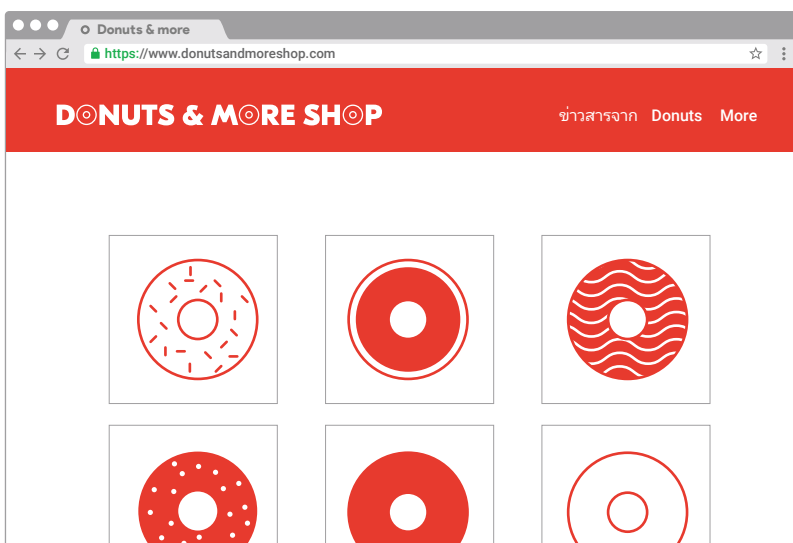 Donuts & more
https://www.donutsandmoreshop.com
DONUTS & MORE SHOP
ข่าวสารจาก Donuts More